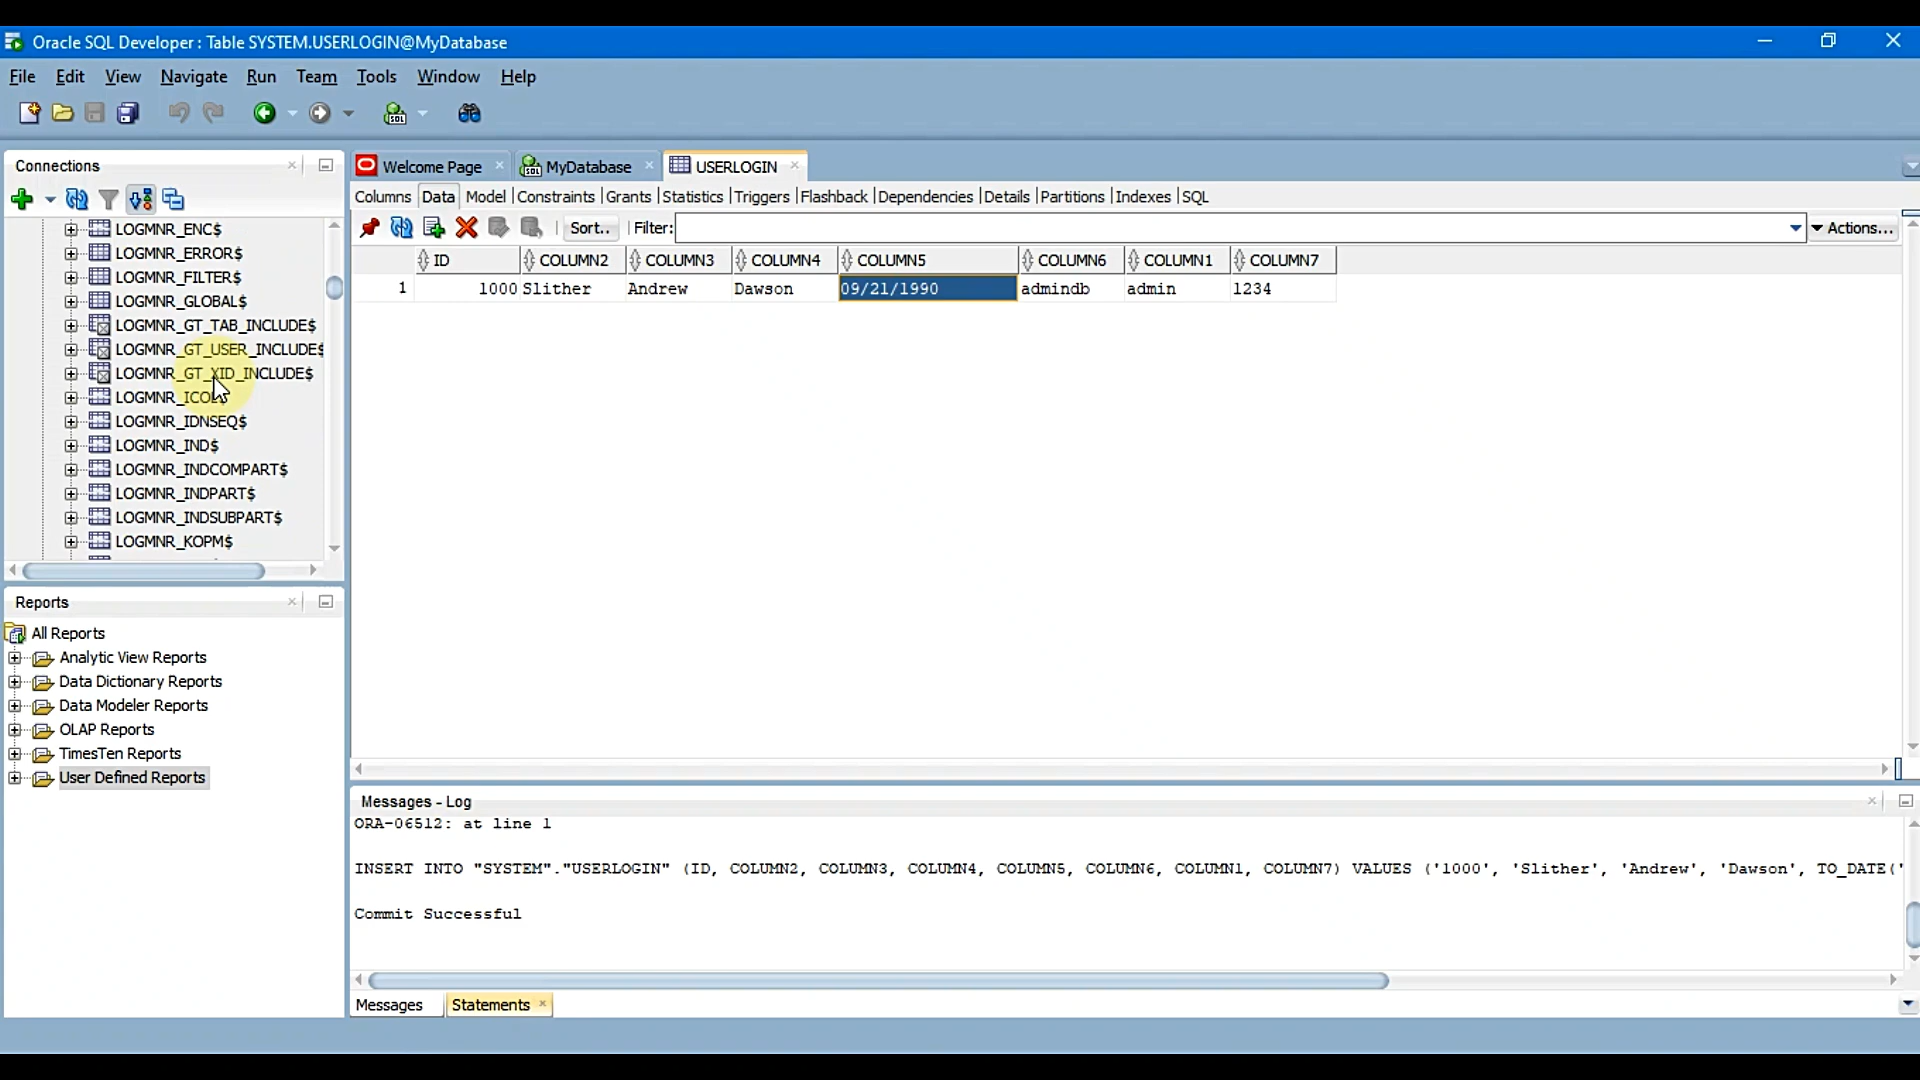 Oracle SQL Developer : Table SYSTEM.USERLOGIN@MyDatabase
File Edit View Navigate Run Team Tools Window Help
Connections
LOGMNR_ENC$
LOGMNR_ERROR$
LOGMNR_FILTER$
LOGMNR_GLOBAL$
LOGMNR_GT_TAB_INCLUDE$
LOGMNR_GT_USER_INCLUDE$
LOGMNR_GT_XID_INCLUDE$
LOGMNR_ICOL$
LOGMNR_IDNSEQ$
LOGMNR_IND$
LOGMNR_INDCOMPART$
LOGMNR_INDPART$
LOGMNR_INDSUBPART$
LOGMNR_KOPM$
Reports
All Reports
Analytic View Reports
Data Dictionary Reports
Data Modeler Reports
OLAP Reports
TimesTen Reports
User Defined Reports
Welcome Page MyDatabase USERLOGIN
Columns Data Model Constraints Grants Statistics Triggers Flashback Dependencies Details Partitions Indexes SQL
Sort.. Filter: Actions...
ID COLUMN2 COLUMN3 COLUMN4 COLUMN5 COLUMN6 COLUMN1 COLUMN7
1 1000 Slither Andrew Dawson 09/21/1990 admindb admin 1234
Messages - Log
ORA-06512: at line 1
INSERT INTO "SYSTEM"."USERLOGIN" (ID, COLUMN2, COLUMN3, COLUMN4, COLUMN5, COLUMN6, COLUMN1, COLUMN7) VALUES ('1000', 'Slither', 'Andrew', 'Dawson', TO_DATE('
Commit Successful
Messages Statements